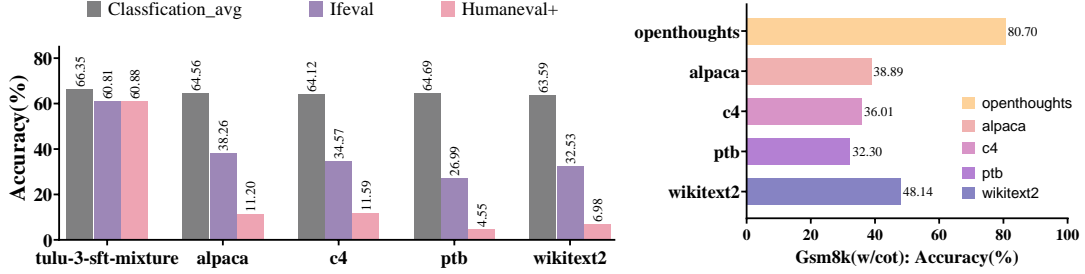 Classfication_avg Ifeval Humaneval+
Accuracy(%)
80
60
40
20
0
66.35 60.81 60.88
64.56 38.26 11.20
64.12 34.57 11.59
64.69 26.99 4.55
63.59 32.53 6.98
tulu-3-sft-mixture alpaca c4 ptb wikitext2
openthoughts 80.70
alpaca 38.89
c4 36.01
ptb 32.30
wikitext2 48.14
openthoughts
alpaca
c4
ptb
wikitext2
0 20 40 60 80 100
Gsm8k(w/cot): Accuracy(%)